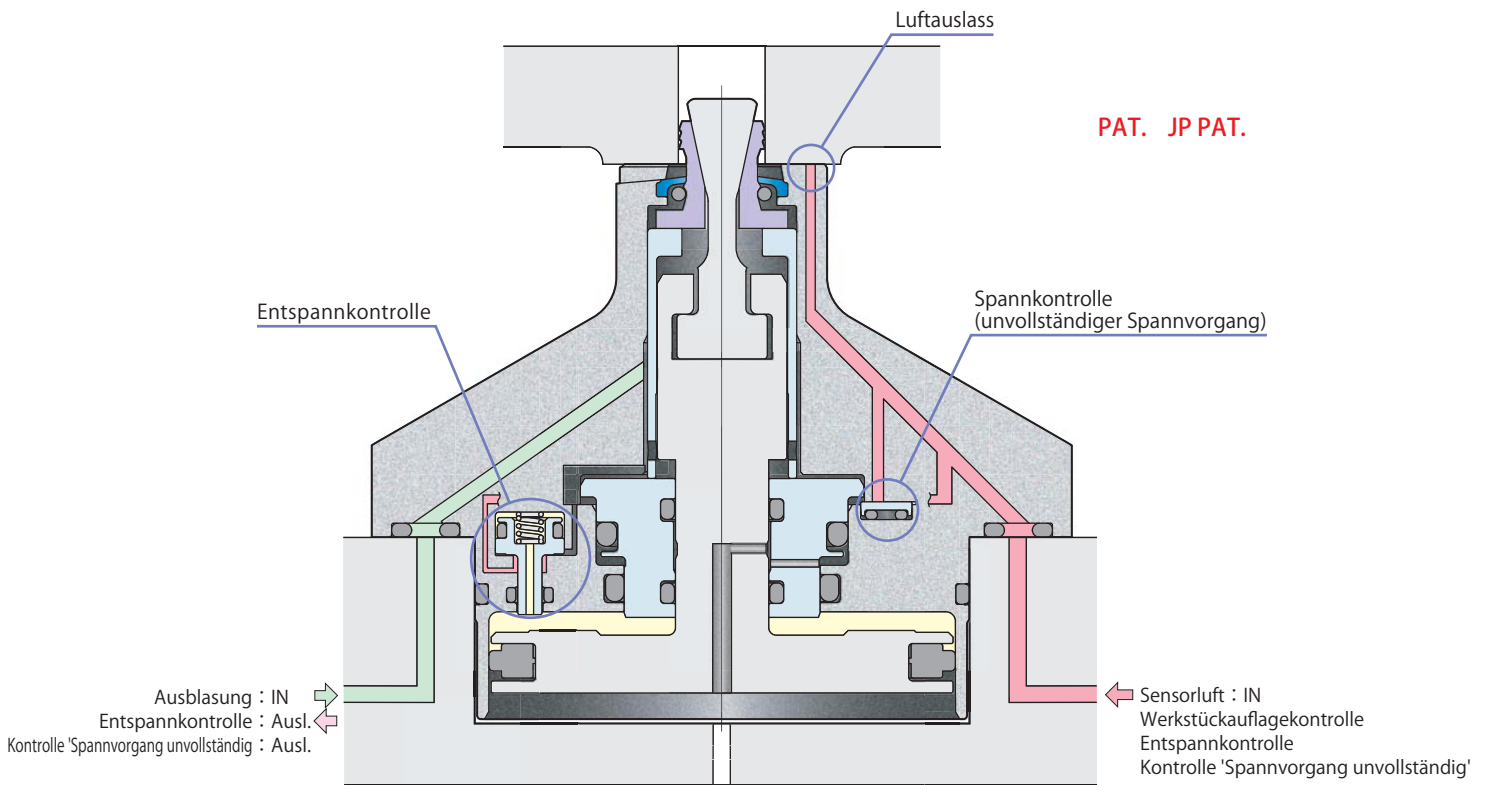 Luftauslass
PAT. JP PAT.
Entspannkontrolle
Spannkontrolle
(unvollständiger Spannvorgang)
Ausblasung : IN
Entspannkontrolle : Ausl.
Kontrolle 'Spannvorgang unvollständig : Ausl.
Sensorluft : IN
Werkstückauflagekontrolle
Entspannkontrolle
Kontrolle 'Spannvorgang unvollständig'